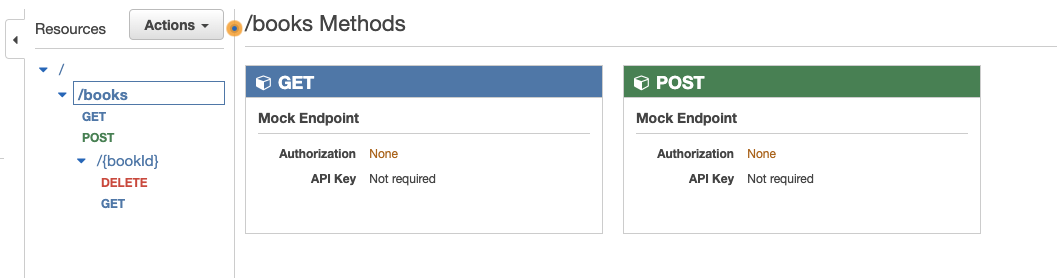 Resources
Actions
/
/books
GET
POST
/{bookId}
DELETE
GET
/books Methods
GET
Mock Endpoint
Authorization None
API Key Not required
POST
Mock Endpoint
Authorization None
API Key Not required